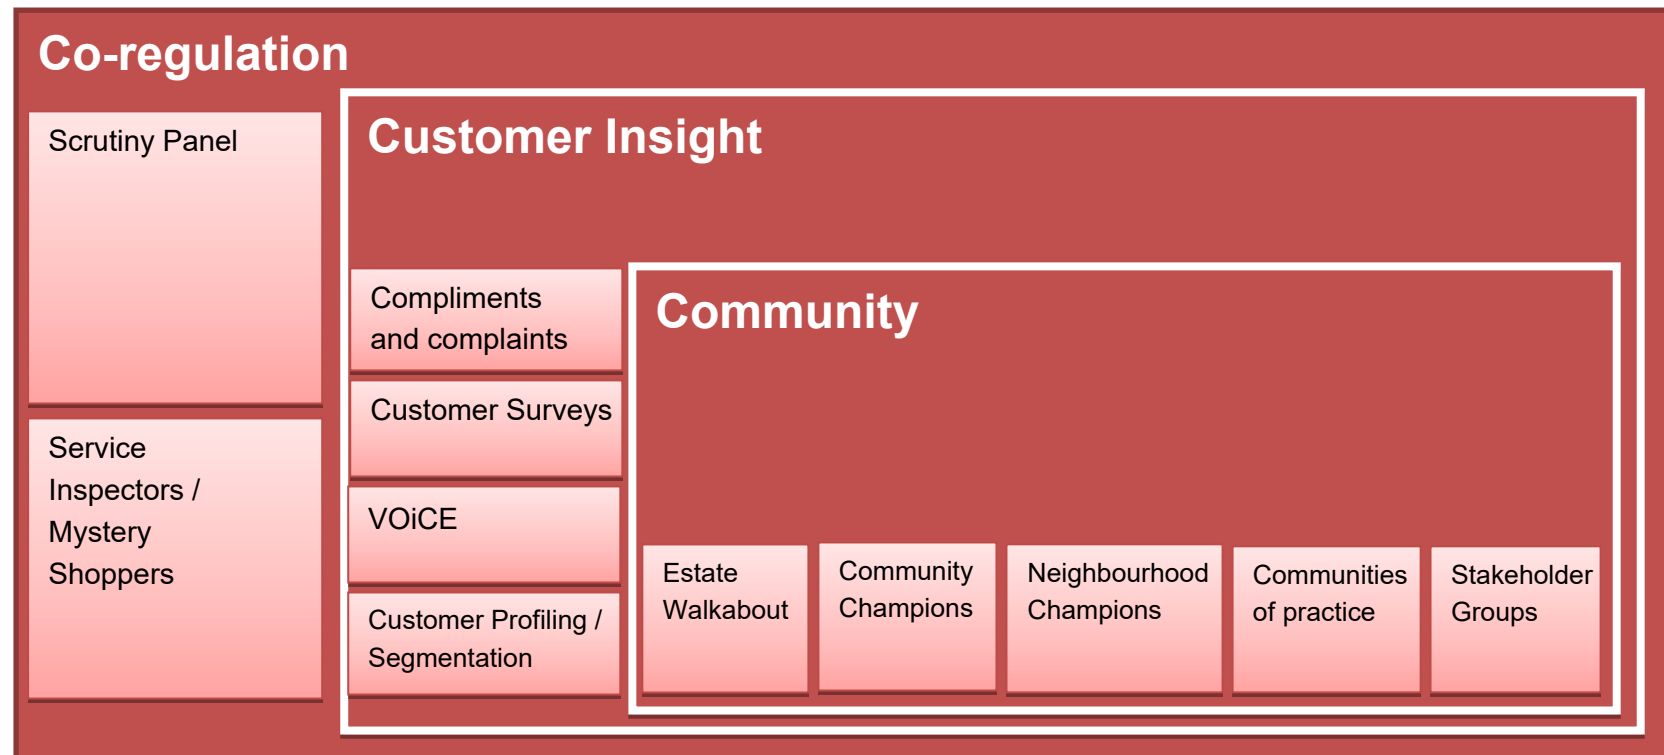 Co-regulation
Scrutiny Panel
Service
Inspectors /
Mystery
Shoppers
Customer Insight
Compliments
and complaints
Customer Surveys
VOiCE
Customer Profiling /
Segmentation
Community
Estate
Walkabout
Community
Champions
Neighbourhood
Champions
Communities
of practice
Stakeholder
Groups